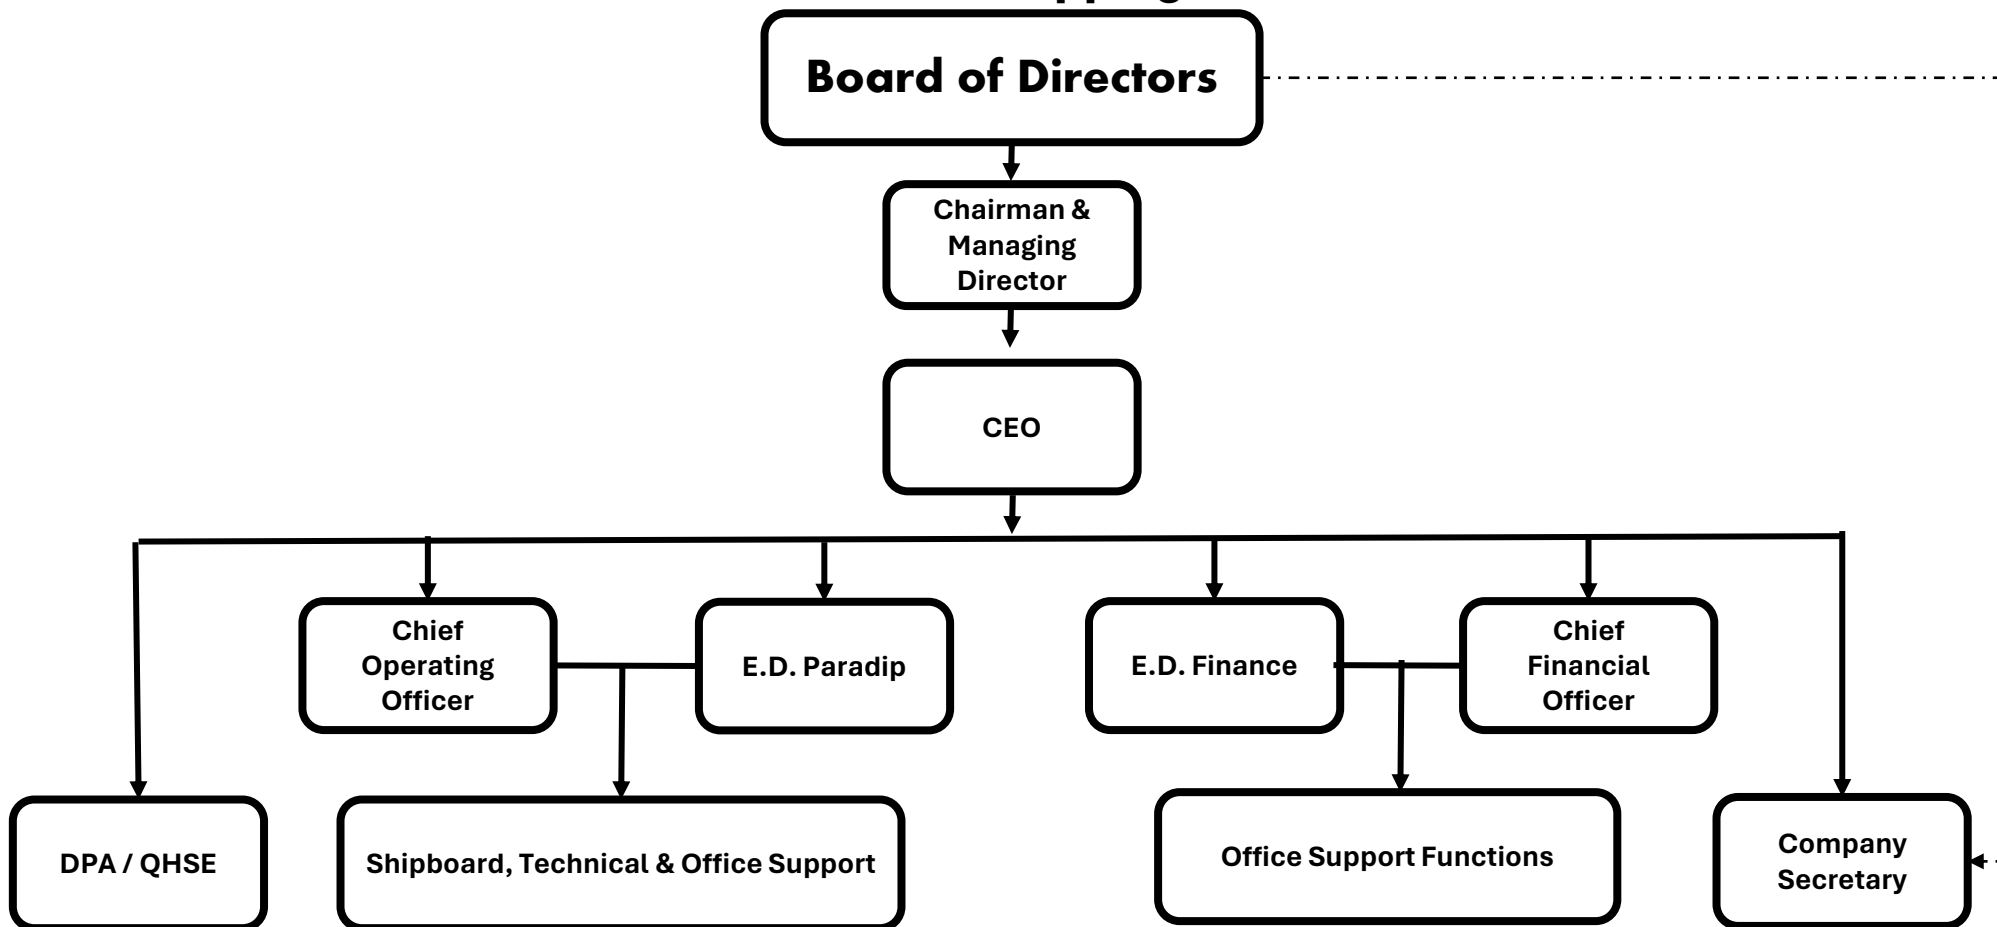 Board of Directors
Chairman &
Managing
Director
CEO
Chief
Operating
Officer
E.D. Paradip
E.D. Finance
Chief
Financial
Officer
DPA / QHSE
Shipboard, Technical & Office Support
Office Support Functions
Company
Secretary